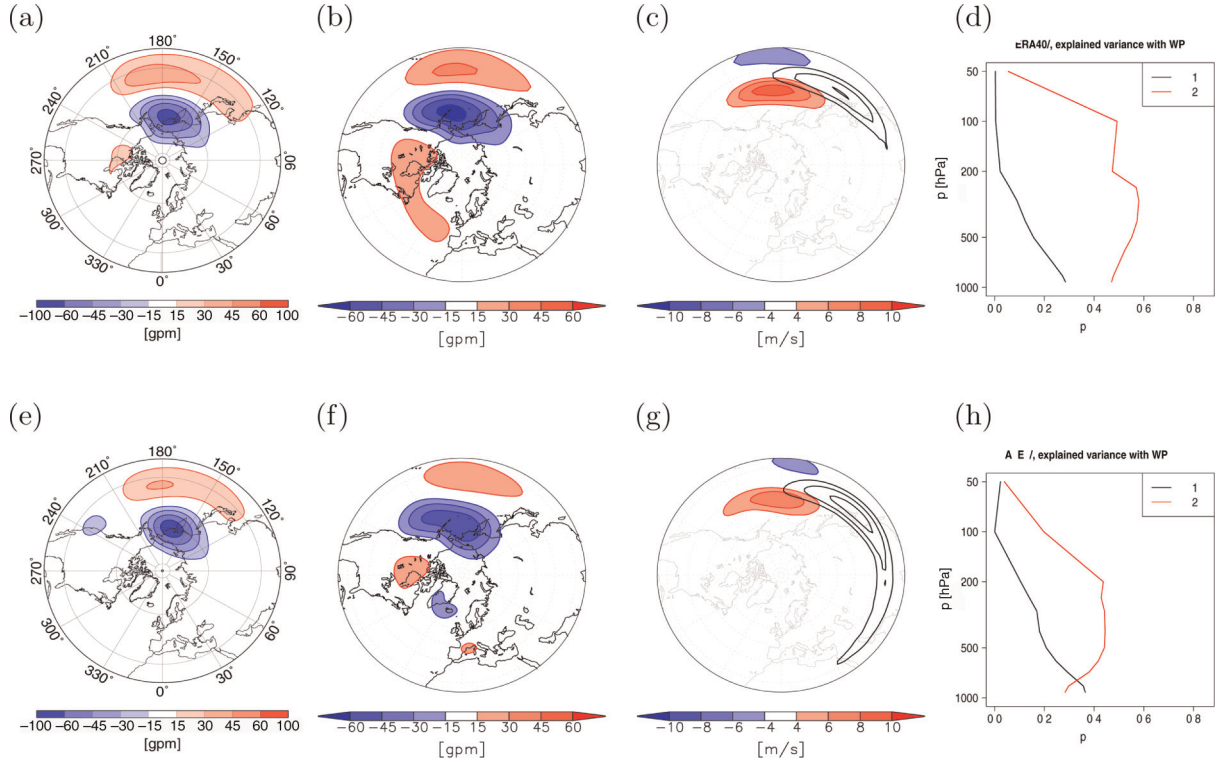 (a)
180°
210°
150°
240°
120°
270°
90°
300°
60°
330°
30°
0°
−100 −60 −45 −30 −15 15 30 45 60 100
[gpm]
(b)
−60 −45 −30 −15 15 30 45 60
[gpm]
(c)
−10 −8 −6 −4 4 6 8 10
[m/s]
(d)
ERA40/, explained variance with WP
1
2
p [hPa]
50
100
200
500
1000
0.0 0.2 0.4 0.6 0.8
p
(e)
180°
210°
150°
240°
120°
270°
90°
300°
60°
330°
30°
0°
−100 −60 −45 −30 −15 15 30 45 60 100
[gpm]
(f)
−60 −45 −30 −15 15 30 45 60
[gpm]
(g)
−10 −8 −6 −4 4 6 8 10
[m/s]
(h)
A E /, explained variance with WP
1
2
p [hPa]
50
100
200
500
1000
0.0 0.2 0.4 0.6 0.8
p